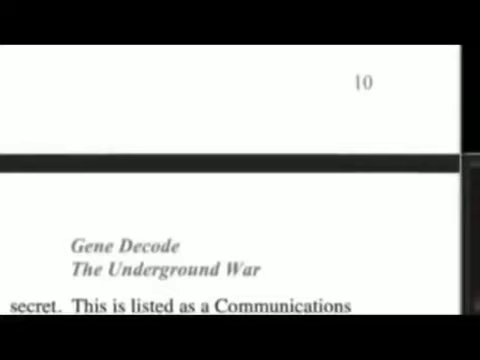 10
Gene Decode
The Underground War
secret. This is listed as a Communications